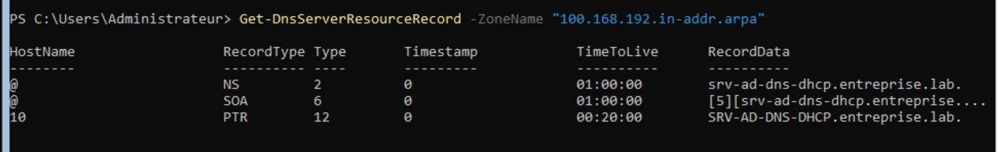 PS C:\Users\Administrateur> Get-DnsServerResourceRecord -ZoneName "100.168.192.in-addr.arpa"
HostName RecordType Type Timestamp TimeToLive RecordData
-------- ---------- ---- --------- ---------- ----------
@ NS 2 0 01:00:00 srv-ad-dns-dhcp.entreprise.lab.
@ SOA 6 0 01:00:00 [5][srv-ad-dns-dhcp.entreprise....
10 PTR 12 0 00:20:00 SRV-AD-DNS-DHCP.entreprise.lab.